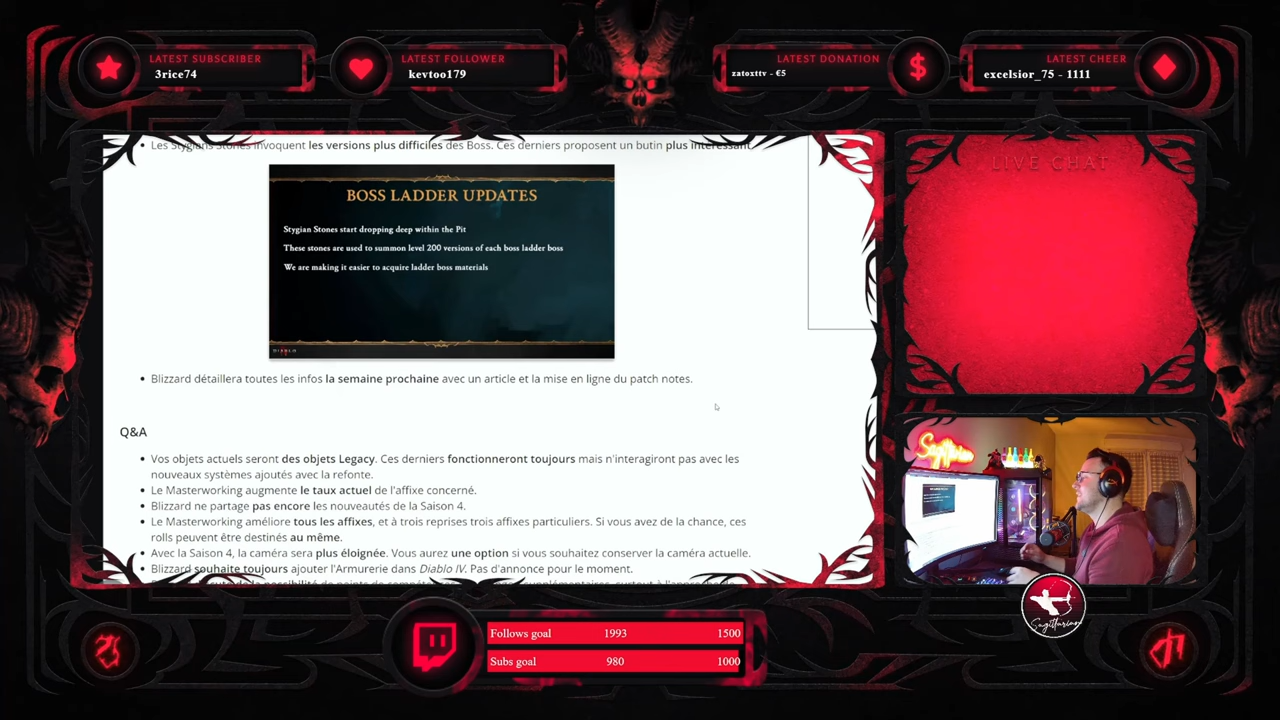 LATEST SUBSCRIBER
3rice74
LATEST FOLLOWER
kevtoo179
LATEST DONATION
zatoxttv - €5
LATEST CHEER
excelsior_75 - 1111
Les Stygians Stones invoquent les versions plus difficiles des Boss. Ces derniers proposent un butin plus intéressant
BOSS LADDER UPDATES
Stygian Stones start dropping deep within the Pit
These stones are used to summon level 200 versions of each boss ladder boss
We are making it easier to acquire ladder boss materials
DIABLO
Blizzard détaillera toutes les infos la semaine prochaine avec un article et la mise en ligne du patch notes.
Q&A
Vos objets actuels seront des objets Legacy. Ces derniers fonctionneront toujours mais n'interagiront pas avec les
nouveaux systèmes ajoutés avec la refonte.
Le Masterworking augmente le taux actuel de l'affixe concerné.
Blizzard ne partage pas encore les nouveautés de la Saison 4.
Le Masterworking améliore tous les affixes, et à trois reprises trois affixes particuliers. Si vous avez de la chance, ces
rolls peuvent être destinés au même.
Avec la Saison 4, la caméra sera plus éloignée. Vous aurez une option si vous souhaitez conserver la caméra actuelle.
Blizzard souhaite toujours ajouter l'Armurerie dans Diablo IV. Pas d'annonce pour le moment.
LIVE CHAT
Sagittarian
Sagittarian
Follows goal 1993 1500
Subs goal 980 1000